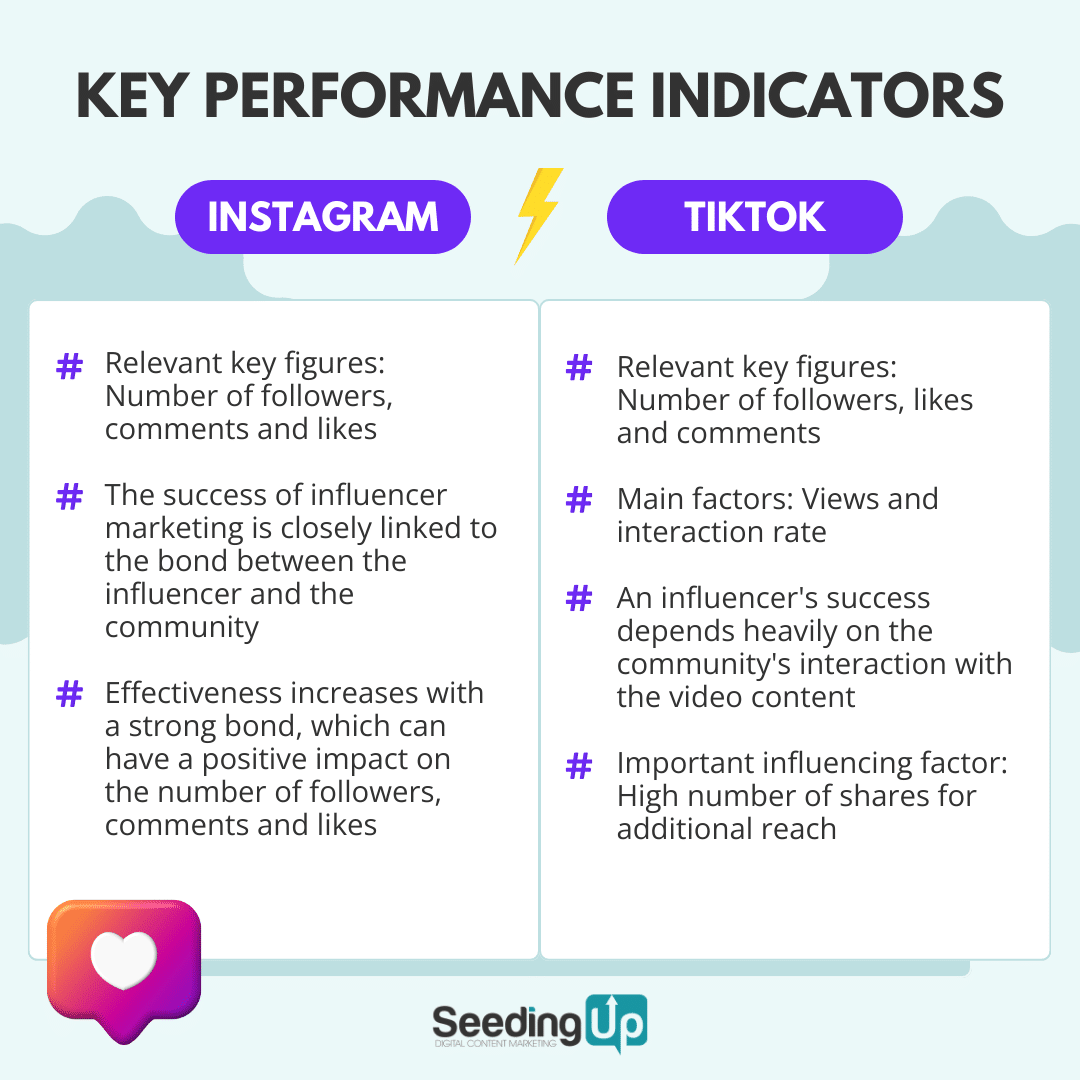 KEY PERFORMANCE INDICATORS
INSTAGRAM
TIKTOK
# Relevant key figures:
Number of followers,
comments and likes
# The success of influencer
marketing is closely linked to
the bond between the
influencer and the
community
# Effectiveness increases with
a strong bond, which can
have a positive impact on
the number of followers,
comments and likes
# Relevant key figures:
Number of followers, likes
and comments
# Main factors: Views and
interaction rate
# An influencer's success
depends heavily on the
community's interaction with
the video content
# Important influencing factor:
High number of shares for
additional reach
SeedingUp
DIGITAL CONTENT MARKETING